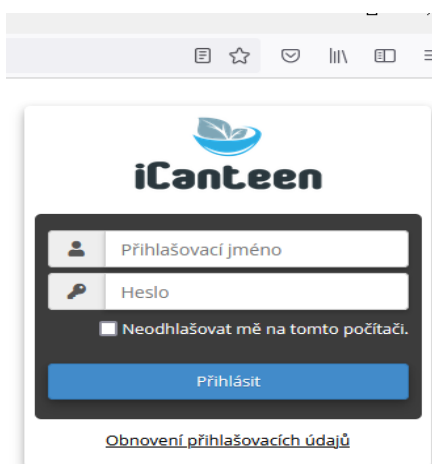 iCanteen
Přihlašovací jméno
Heslo
Neodhlašovat mě na tomto počítači.
Přihlásit
Obnovení přihlašovacích údajů